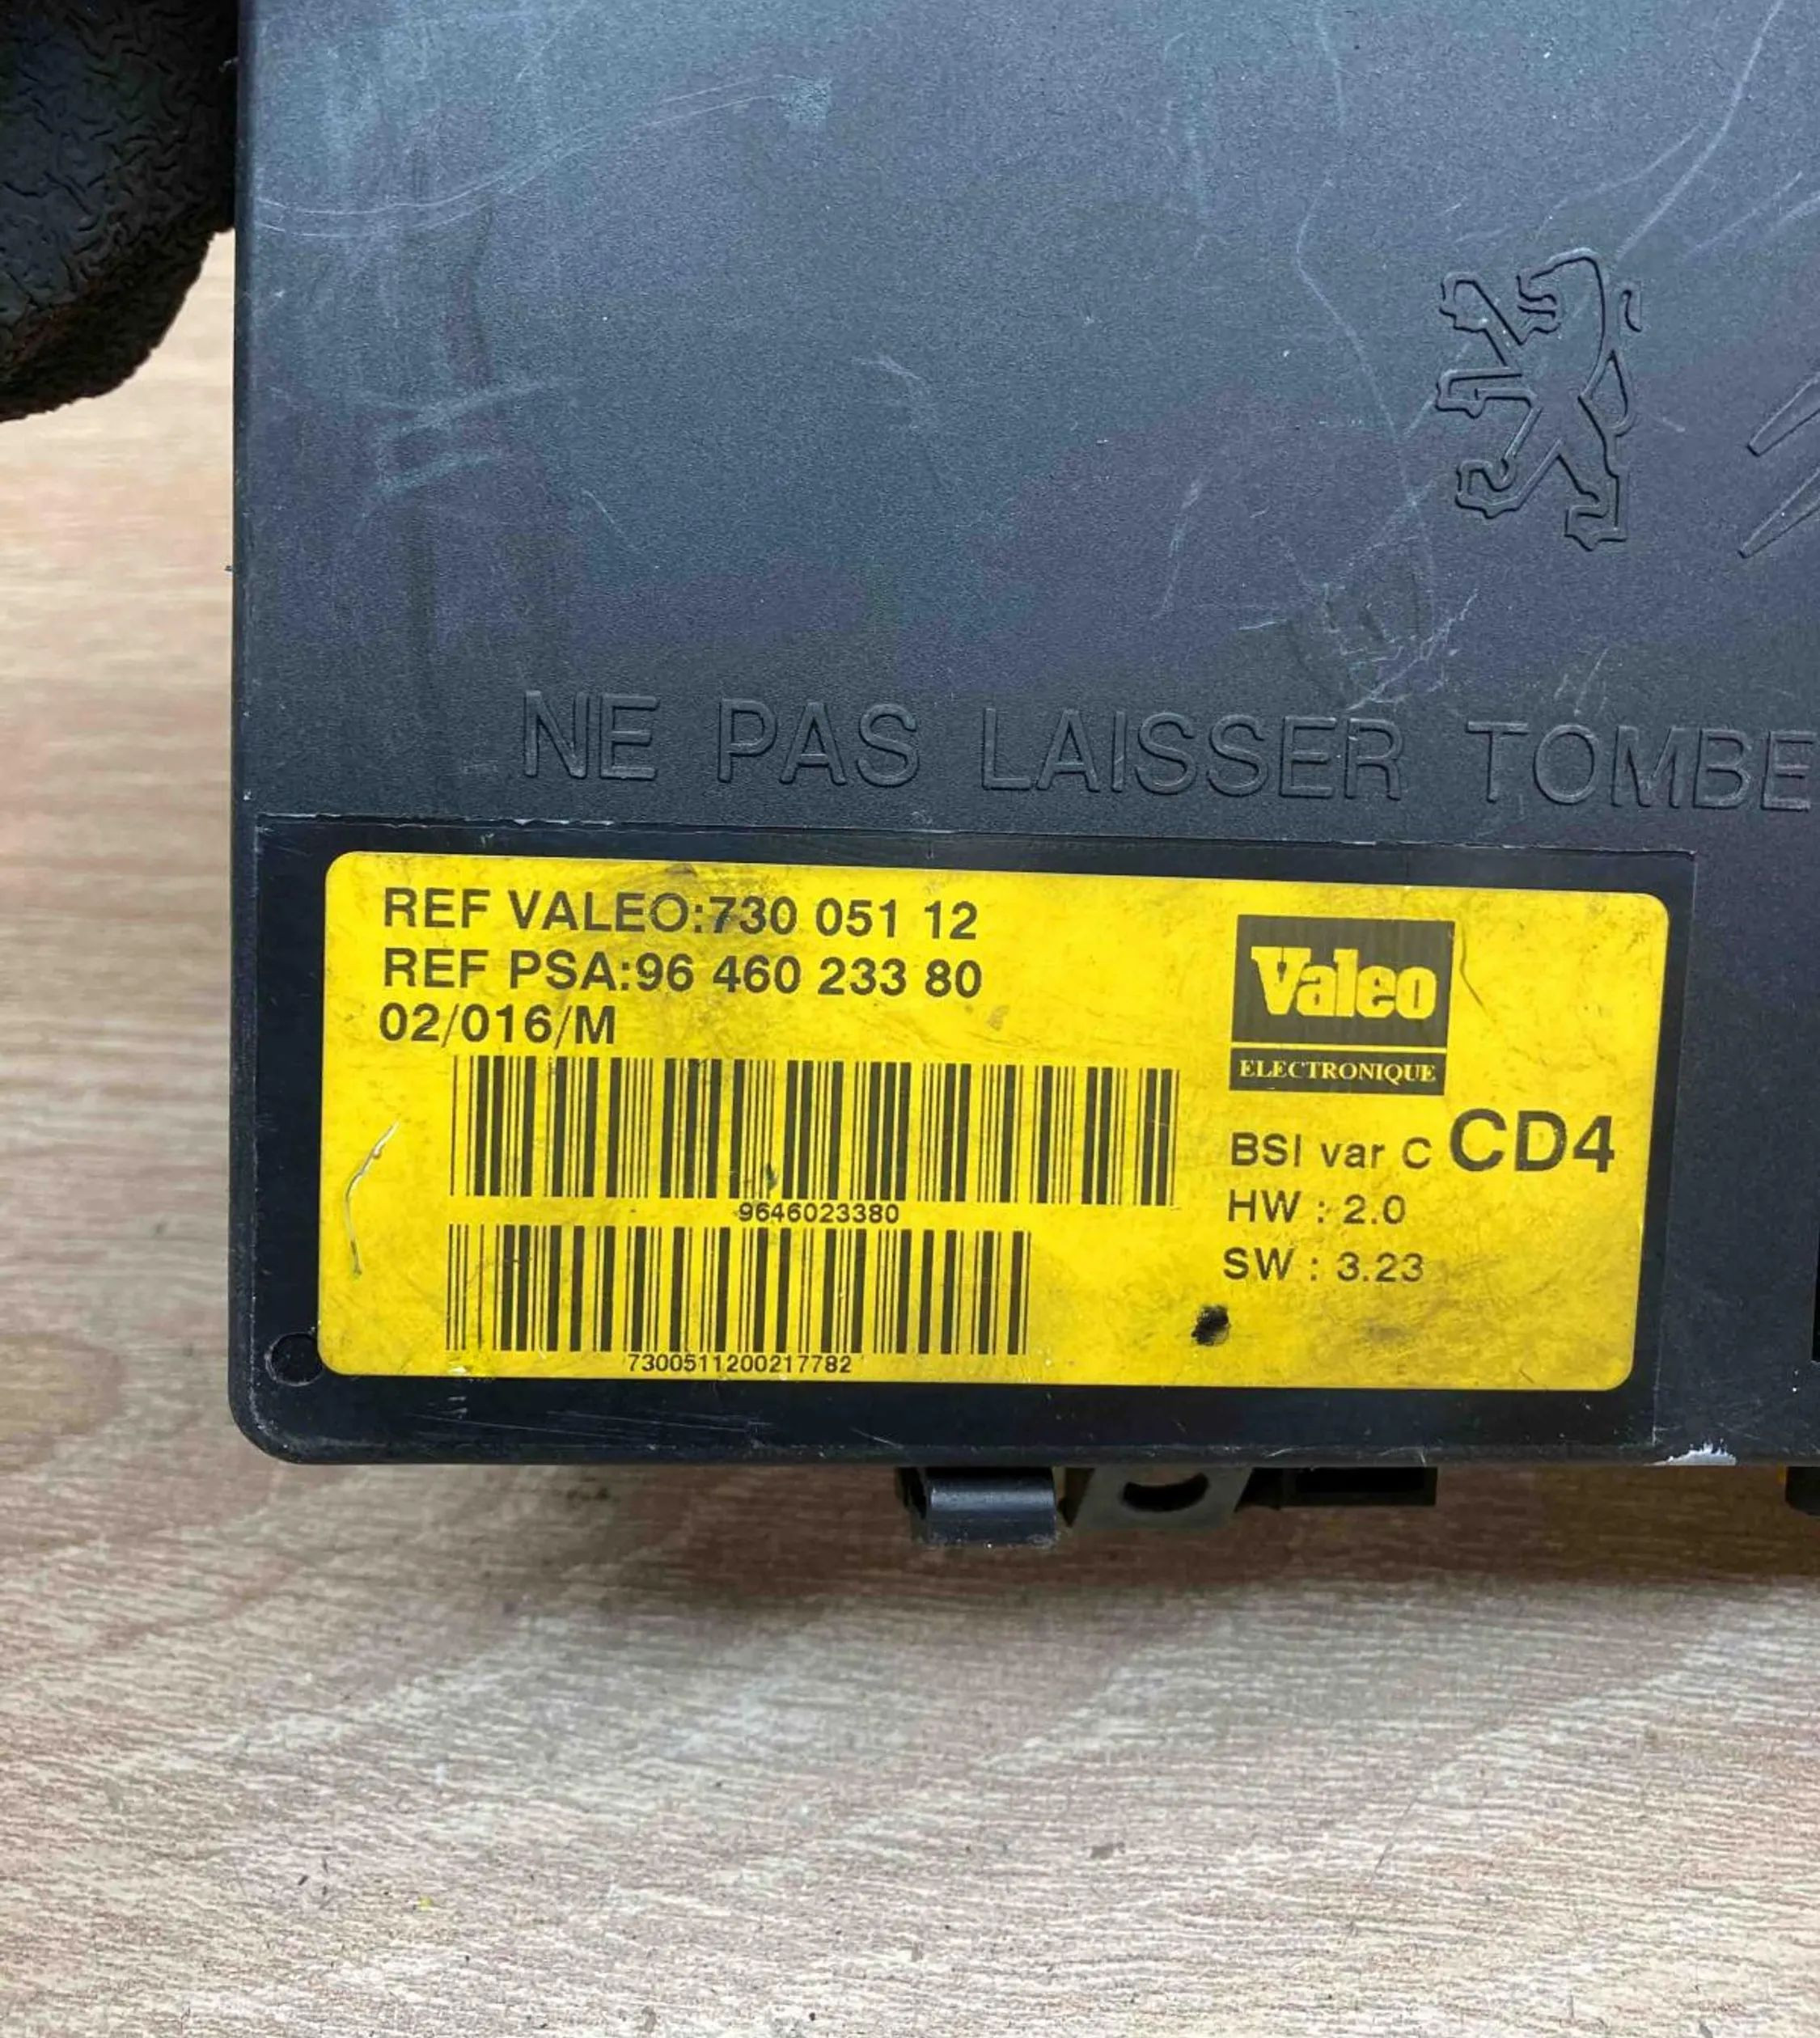 NE PAS LAISSER TOMBE
REF VALEO:730 051 12
REF PSA:96 460 233 80
02/016/M
Valeo
ELECTRONIQUE
9646023380
BSI var C CD4
HW : 2.0
SW : 3.23
7300511200217782